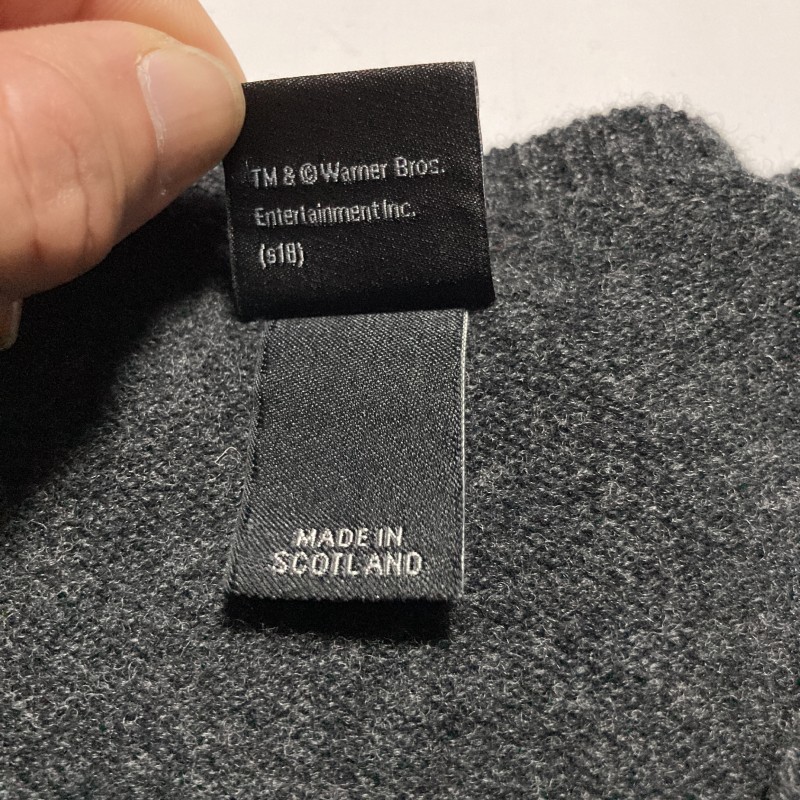 TM & © Warner Bros.
Entertainment Inc.
(s18)
MADE IN
SCOTLAND